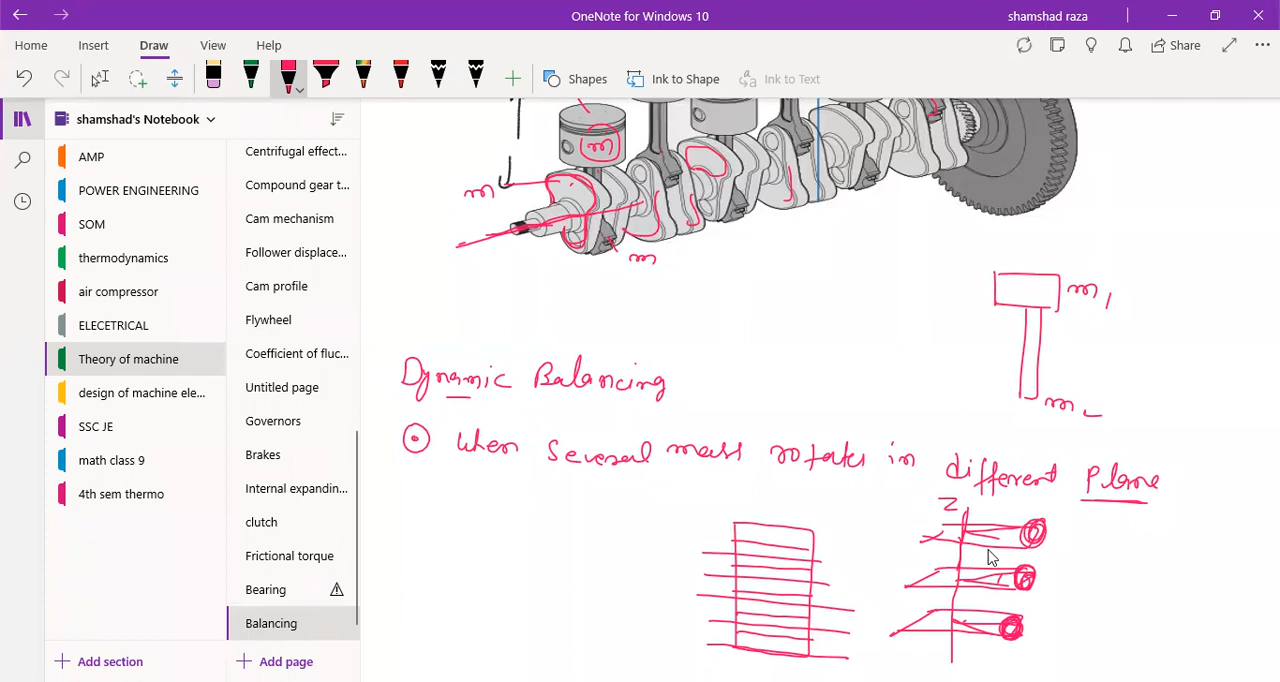 OneNote for Windows 10
shamshad raza
Home Insert Draw View Help
Share
Shapes
Ink to Shape
Ink to Text
shamshad's Notebook
AMP
POWER ENGINEERING
SOM
thermodynamics
air compressor
ELECETRICAL
Theory of machine
design of machine ele...
SSC JE
math class 9
4th sem thermo
Add section
Centrifugal effect...
Compound gear t...
Cam mechanism
Follower displace...
Cam profile
Flywheel
Coefficient of fluc...
Untitled page
Governors
Brakes
Internal expandin...
clutch
Frictional torque
Bearing
Balancing
Add page
m
m
m
m1
m2
Dynamic Balancing
when several mass rotates in different Plane
Z